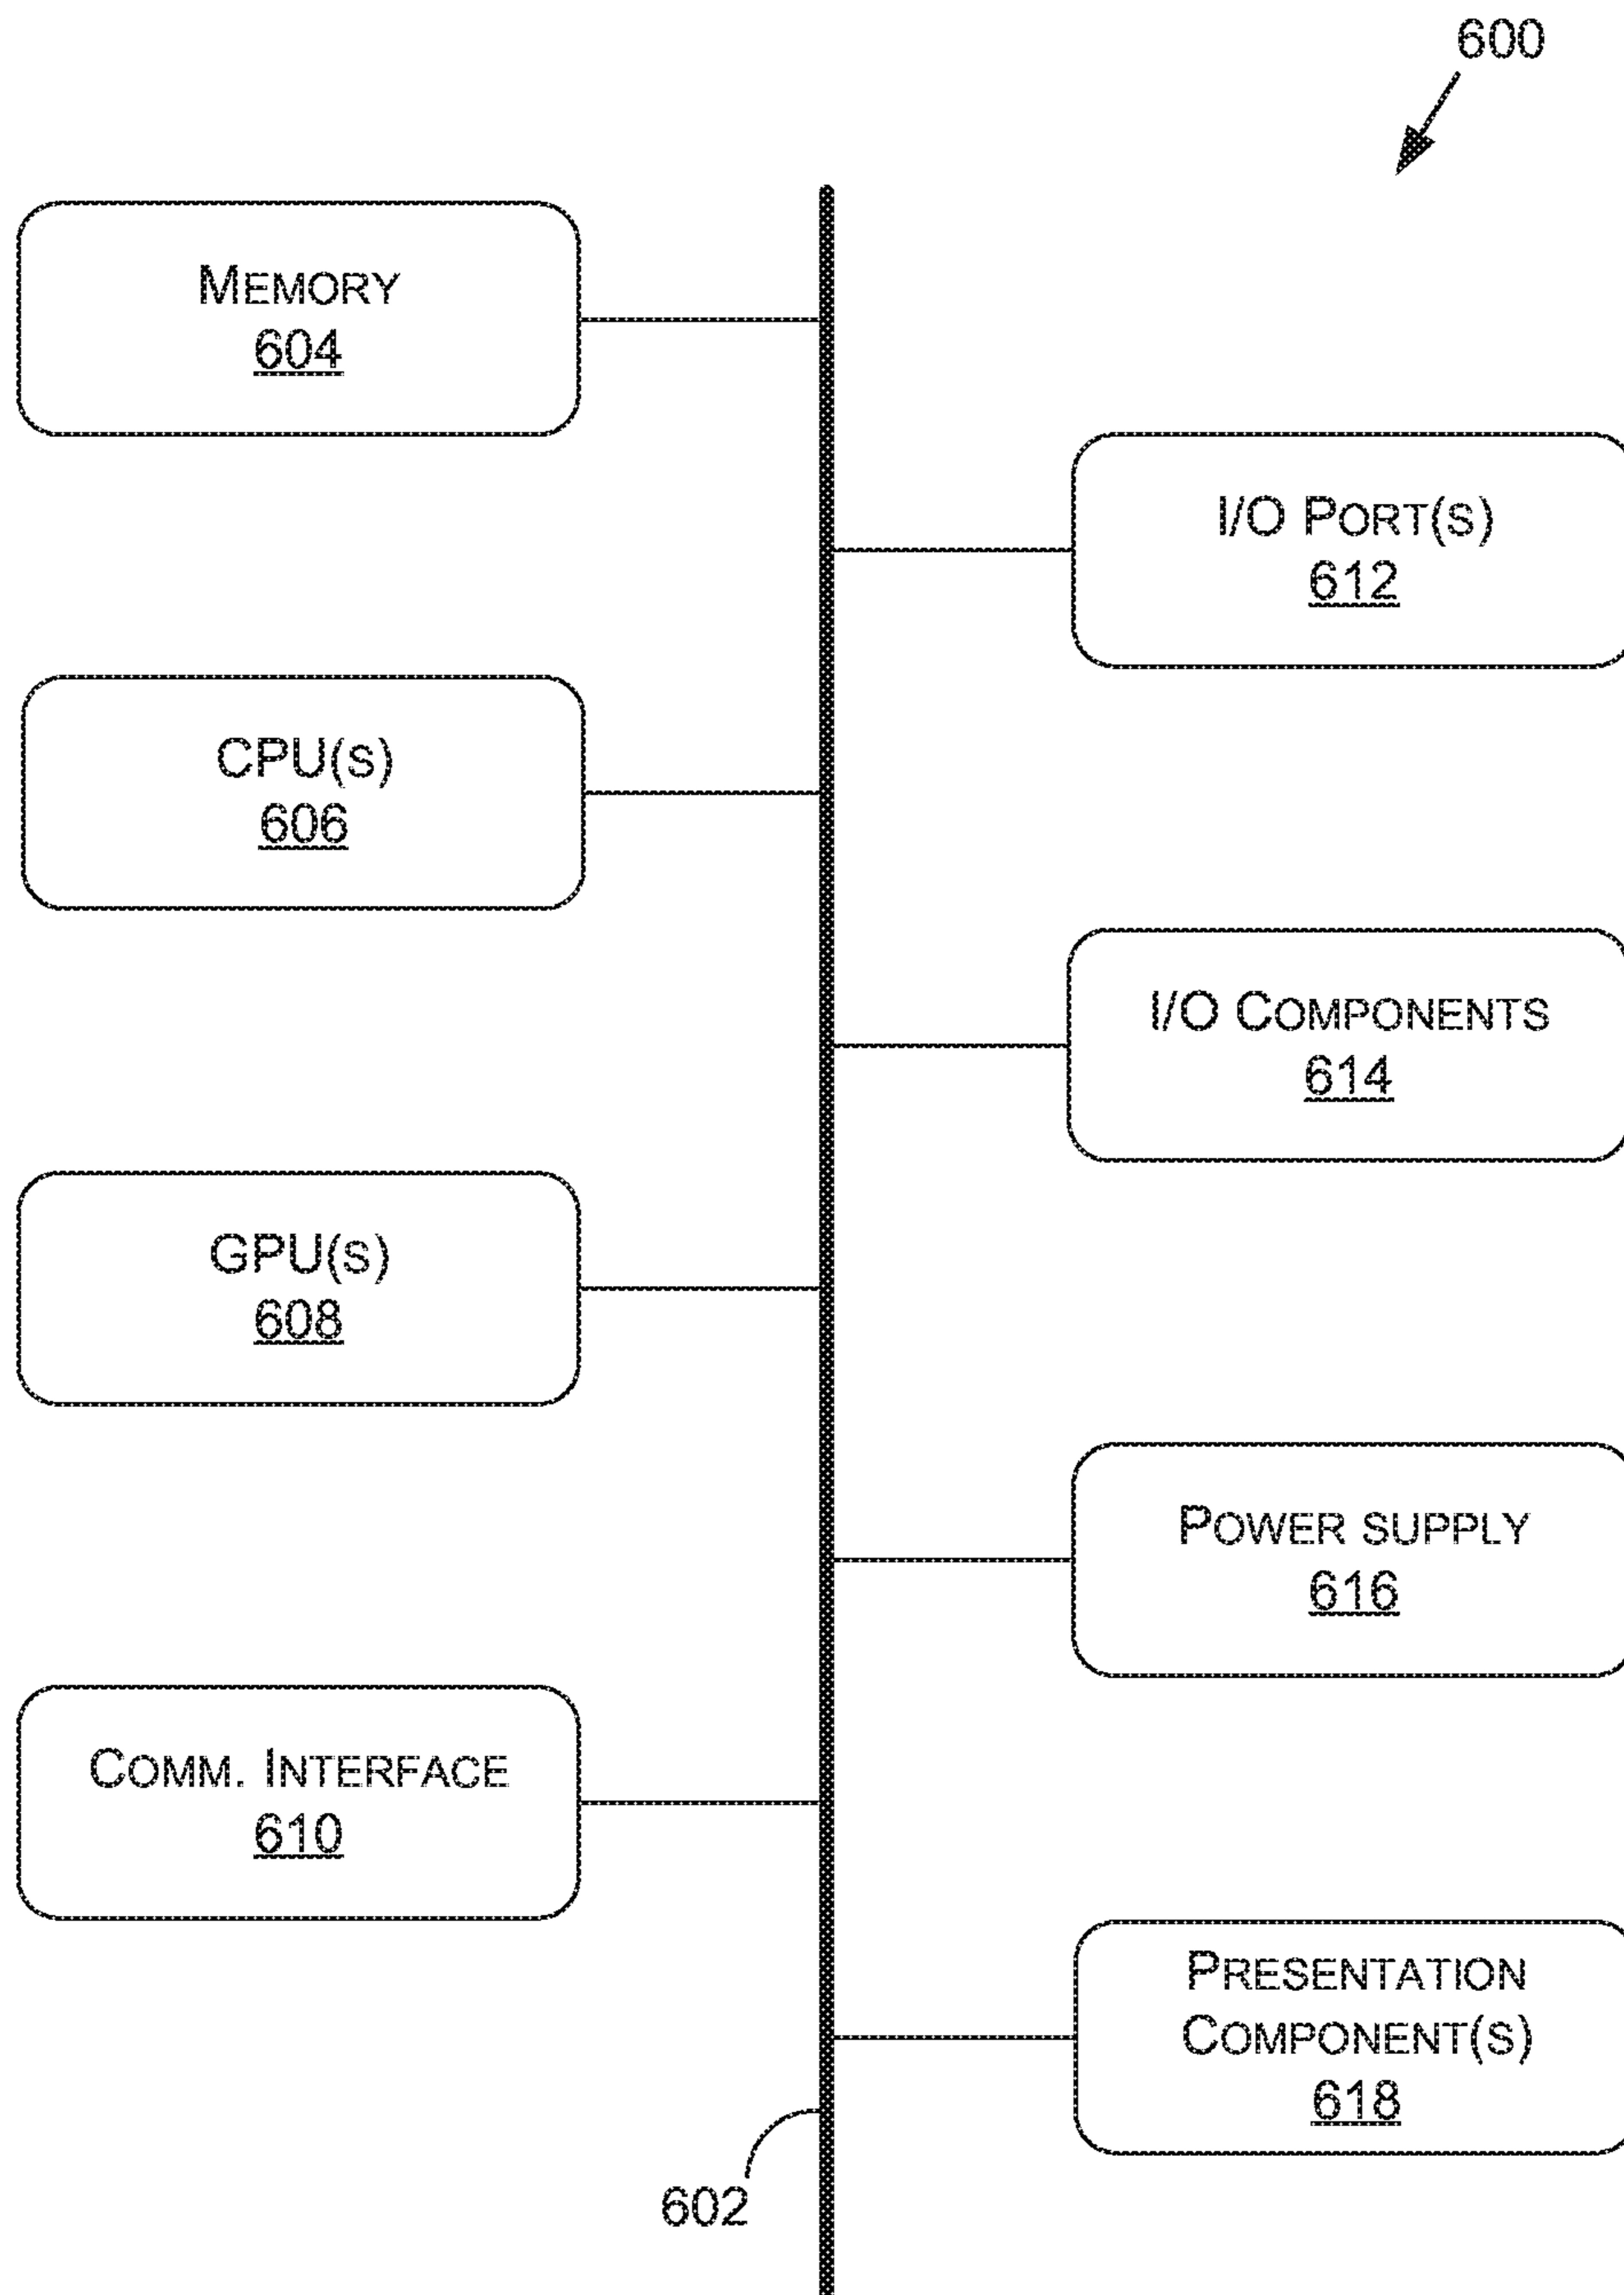 600
MEMORY
604
I/O PORT(S)
612
CPU(S)
606
I/O COMPONENTS
614
GPU(S)
608
POWER SUPPLY
616
COMM. INTERFACE
610
PRESENTATION
COMPONENT(S)
618
602